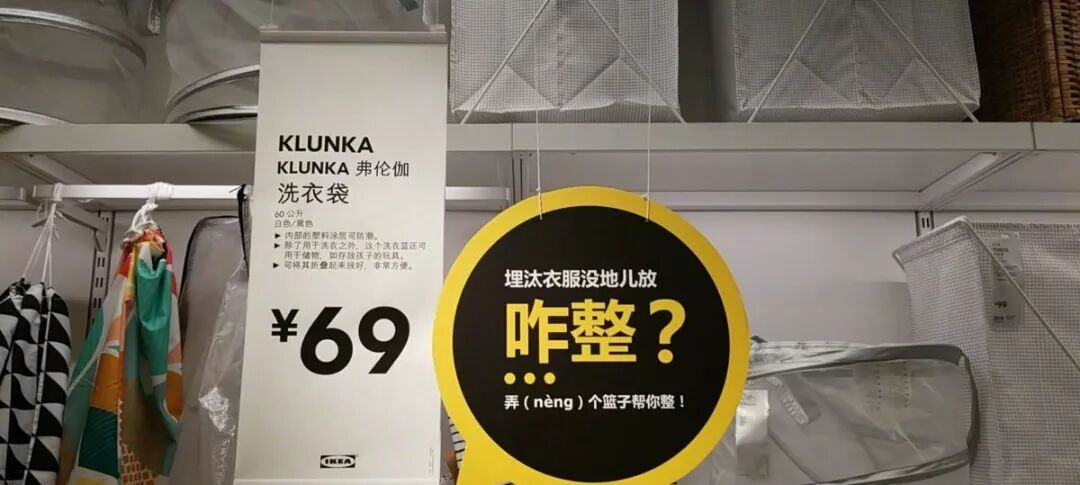 KLUNKA
KLUNKA 弗伦伽
洗衣袋
60 公升
白色/黑色
► 内部的塑料涂层可防潮。
► 除了用于洗衣之外，这个洗衣篮还可
用于储物，如存放孩子的玩具。
► 可将其折叠起来放好，非常方便。
¥69
IKEA
埋汰衣服没地儿放
咋整？
弄（nèng）个篮子帮你整！
¥99